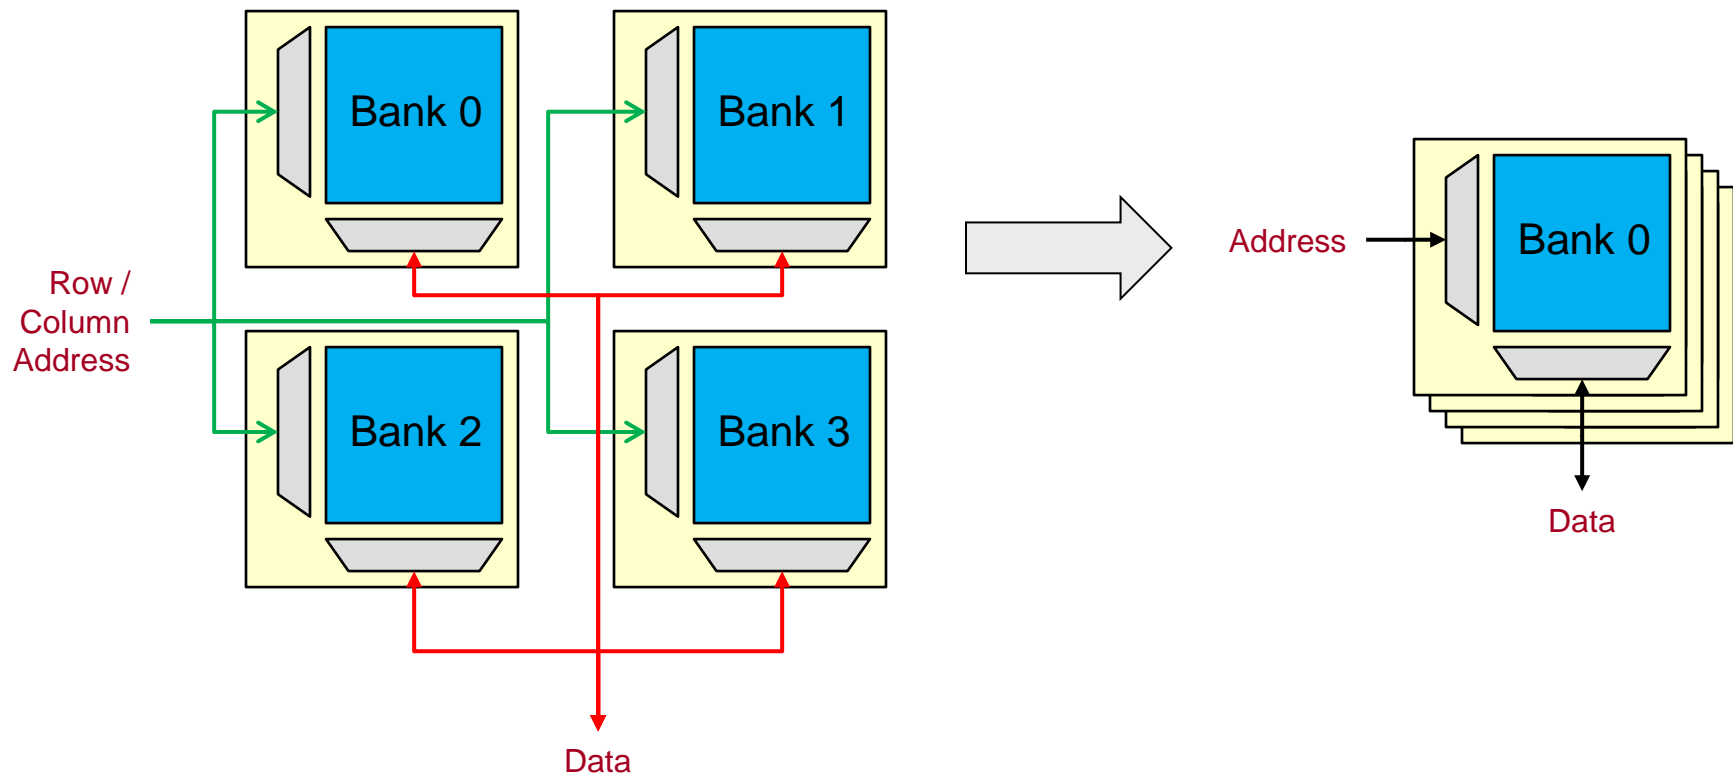 Bank 0
Bank 1
Row /
Column
Address
Bank 2
Bank 3
Data
Address
Bank 0
Data